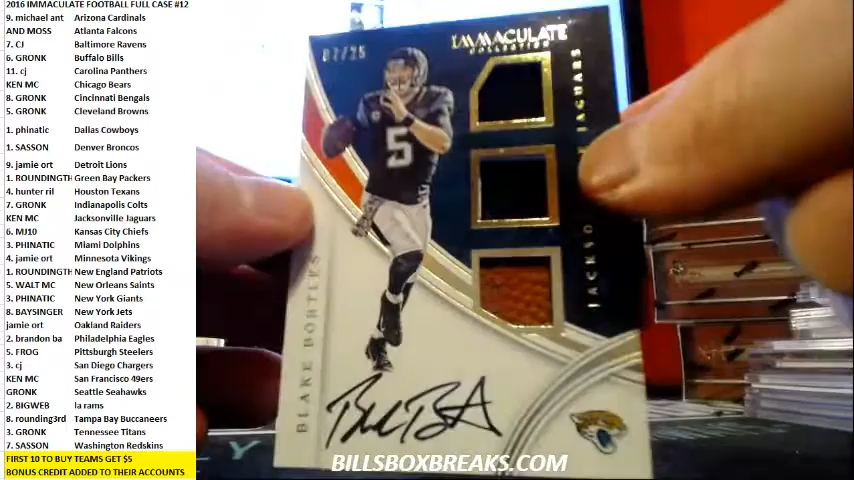 2016 IMMACULATE FOOTBALL FULL CASE #12
9. michael ant Arizona Cardinals
AND MOSS Atlanta Falcons
7. CJ Baltimore Ravens
6. GRONK Buffalo Bills
11. cj Carolina Panthers
KEN MC Chicago Bears
8. GRONK Cincinnati Bengals
5. GRONK Cleveland Browns
1. phinatic Dallas Cowboys
1. SASSON Denver Broncos
9. jamie ort Detroit Lions
1. ROUNDINGTH Green Bay Packers
4. hunter ril Houston Texans
7. GRONK Indianapolis Colts
KEN MC Jacksonville Jaguars
6. MJ10 Kansas City Chiefs
3. PHINATIC Miami Dolphins
4. jamie ort Minnesota Vikings
1. ROUNDINGTH New England Patriots
5. WALT MC New Orleans Saints
3. PHINATIC New York Giants
8. BAYSINGER New York Jets
jamie ort Oakland Raiders
2. brandon ba Philadelphia Eagles
5. FROG Pittsburgh Steelers
3. cj San Diego Chargers
KEN MC San Francisco 49ers
GRONK Seattle Seahawks
2. BIGWEB la rams
8. rounding3rd Tampa Bay Buccaneers
3. GRONK Tennessee Titans
7. SASSON Washington Redskins
FIRST 10 TO BUY TEAMS GET $5
BONUS CREDIT ADDED TO THEIR ACCOUNTS
IMMACULATE
COLLECTION
JAGUARS
5
BLAKE BORTLES
BILLSBOXBREAKS.COM